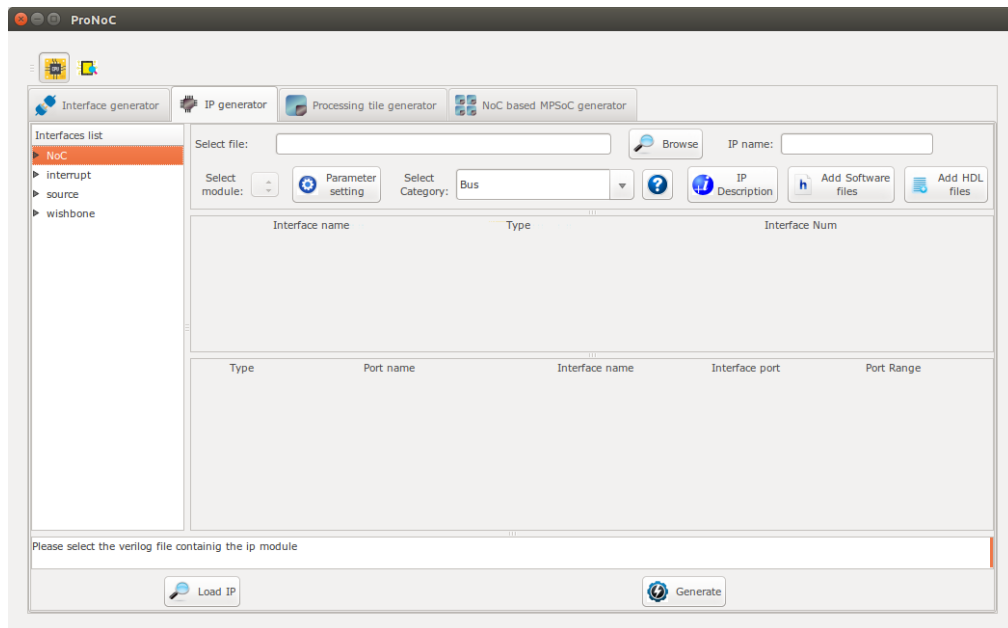 ProNoC
Interface generator
IP generator
Processing tile generator
NoC based MPSoC generator
Interfaces list
NoC
interrupt
source
wishbone
Select file:
Browse
IP name:
Select
module:
Parameter
setting
Select
Category:
Bus
?
IP
Description
h
Add Software
files
Add HDL
files
Interface name
Type
Interface Num
Type
Port name
Interface name
Interface port
Port Range
Please select the verilog file containig the ip module
Load IP
Generate